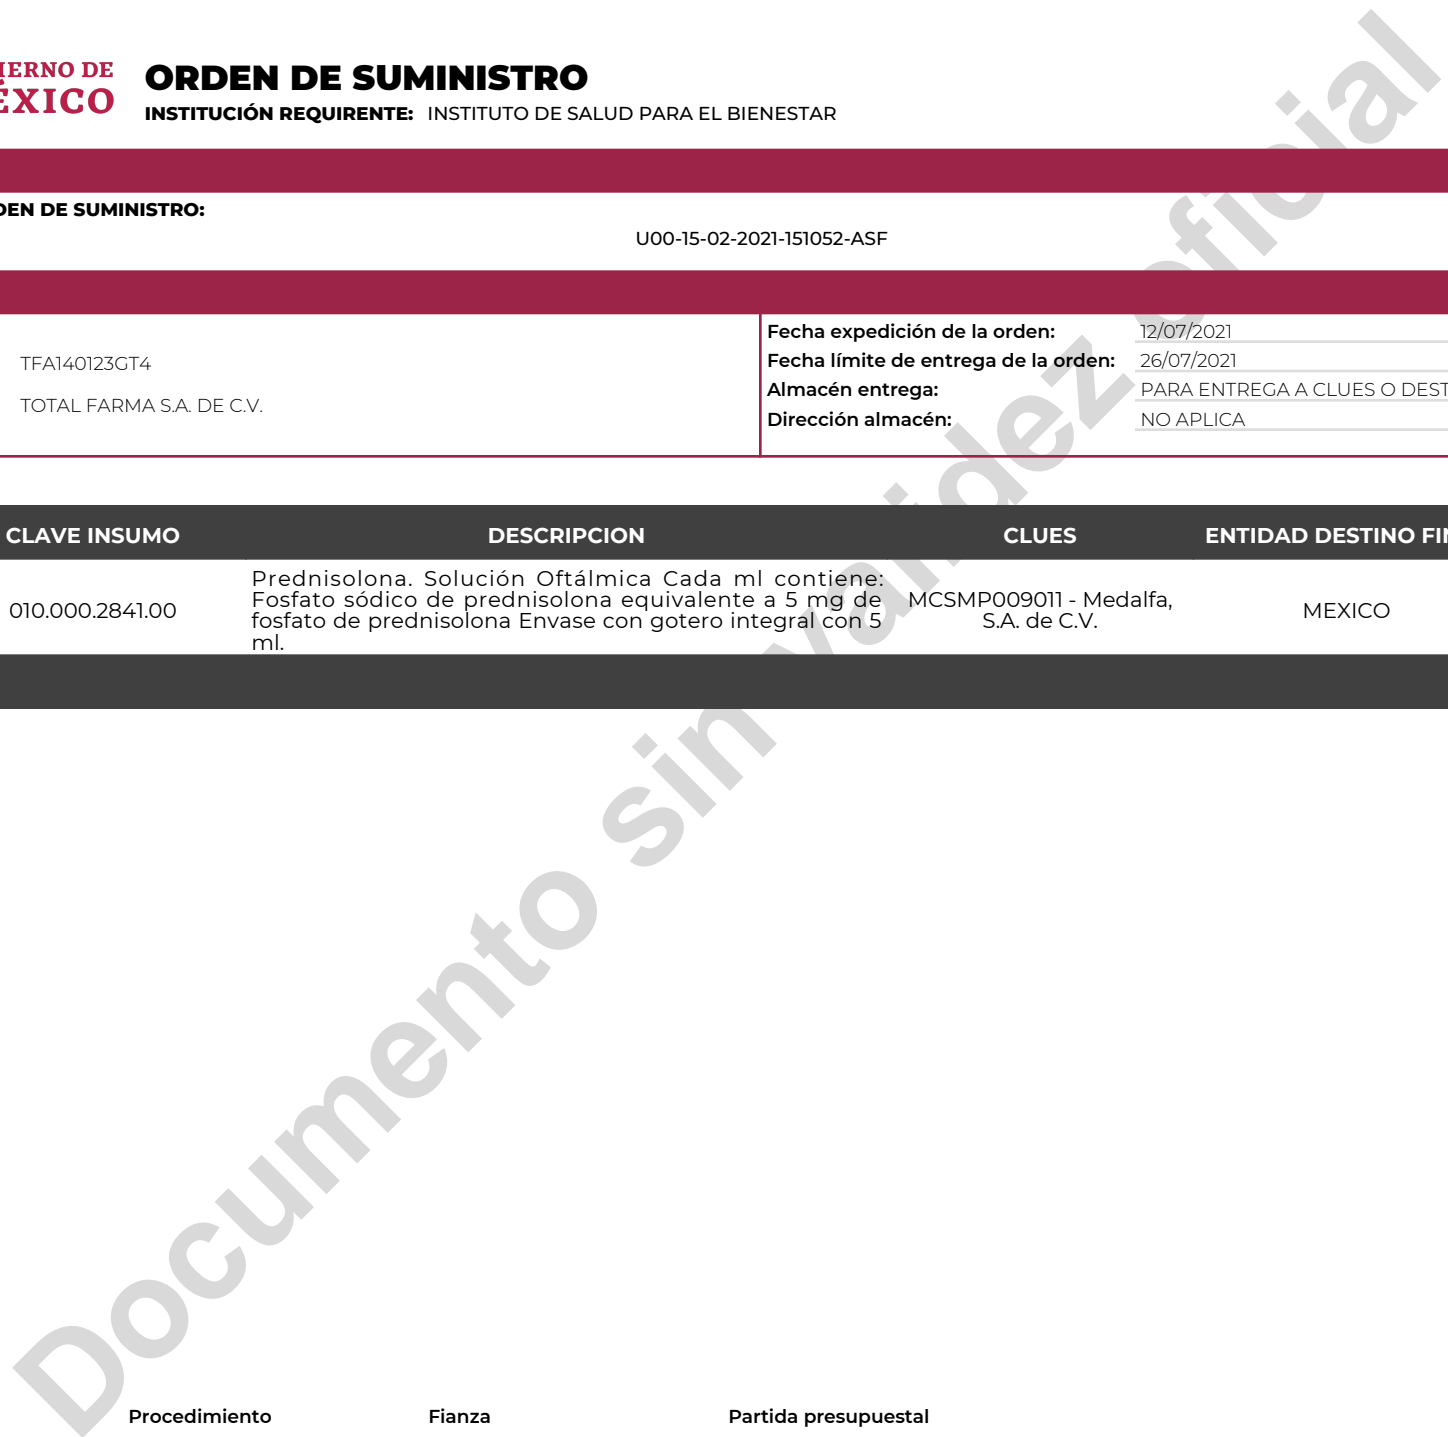 IERNO DE
ÉXICO
ORDEN DE SUMINISTRO
INSTITUCIÓN REQUIRENTE: INSTITUTO DE SALUD PARA EL BIENESTAR
DEN DE SUMINISTRO:
U00-15-02-2021-151052-ASF
TFA140123GT4
TOTAL FARMA S.A. DE C.V.
Fecha expedición de la orden: 12/07/2021
Fecha límite de entrega de la orden: 26/07/2021
Almacén entrega: PARA ENTREGA A CLUES O DEST
Dirección almacén: NO APLICA
CLAVE INSUMO DESCRIPCION CLUES ENTIDAD DESTINO FIN
010.000.2841.00
Prednisolona. Solución Oftálmica Cada ml contiene:
Fosfato sódico de prednisolona equivalente a 5 mg de
fosfato de prednisolona Envase con gotero integral con 5
ml.
MCSMP009011 - Medalfa,
S.A. de C.V.
MEXICO
Documento sin validez oficial
Procedimiento Fianza Partida presupuestal